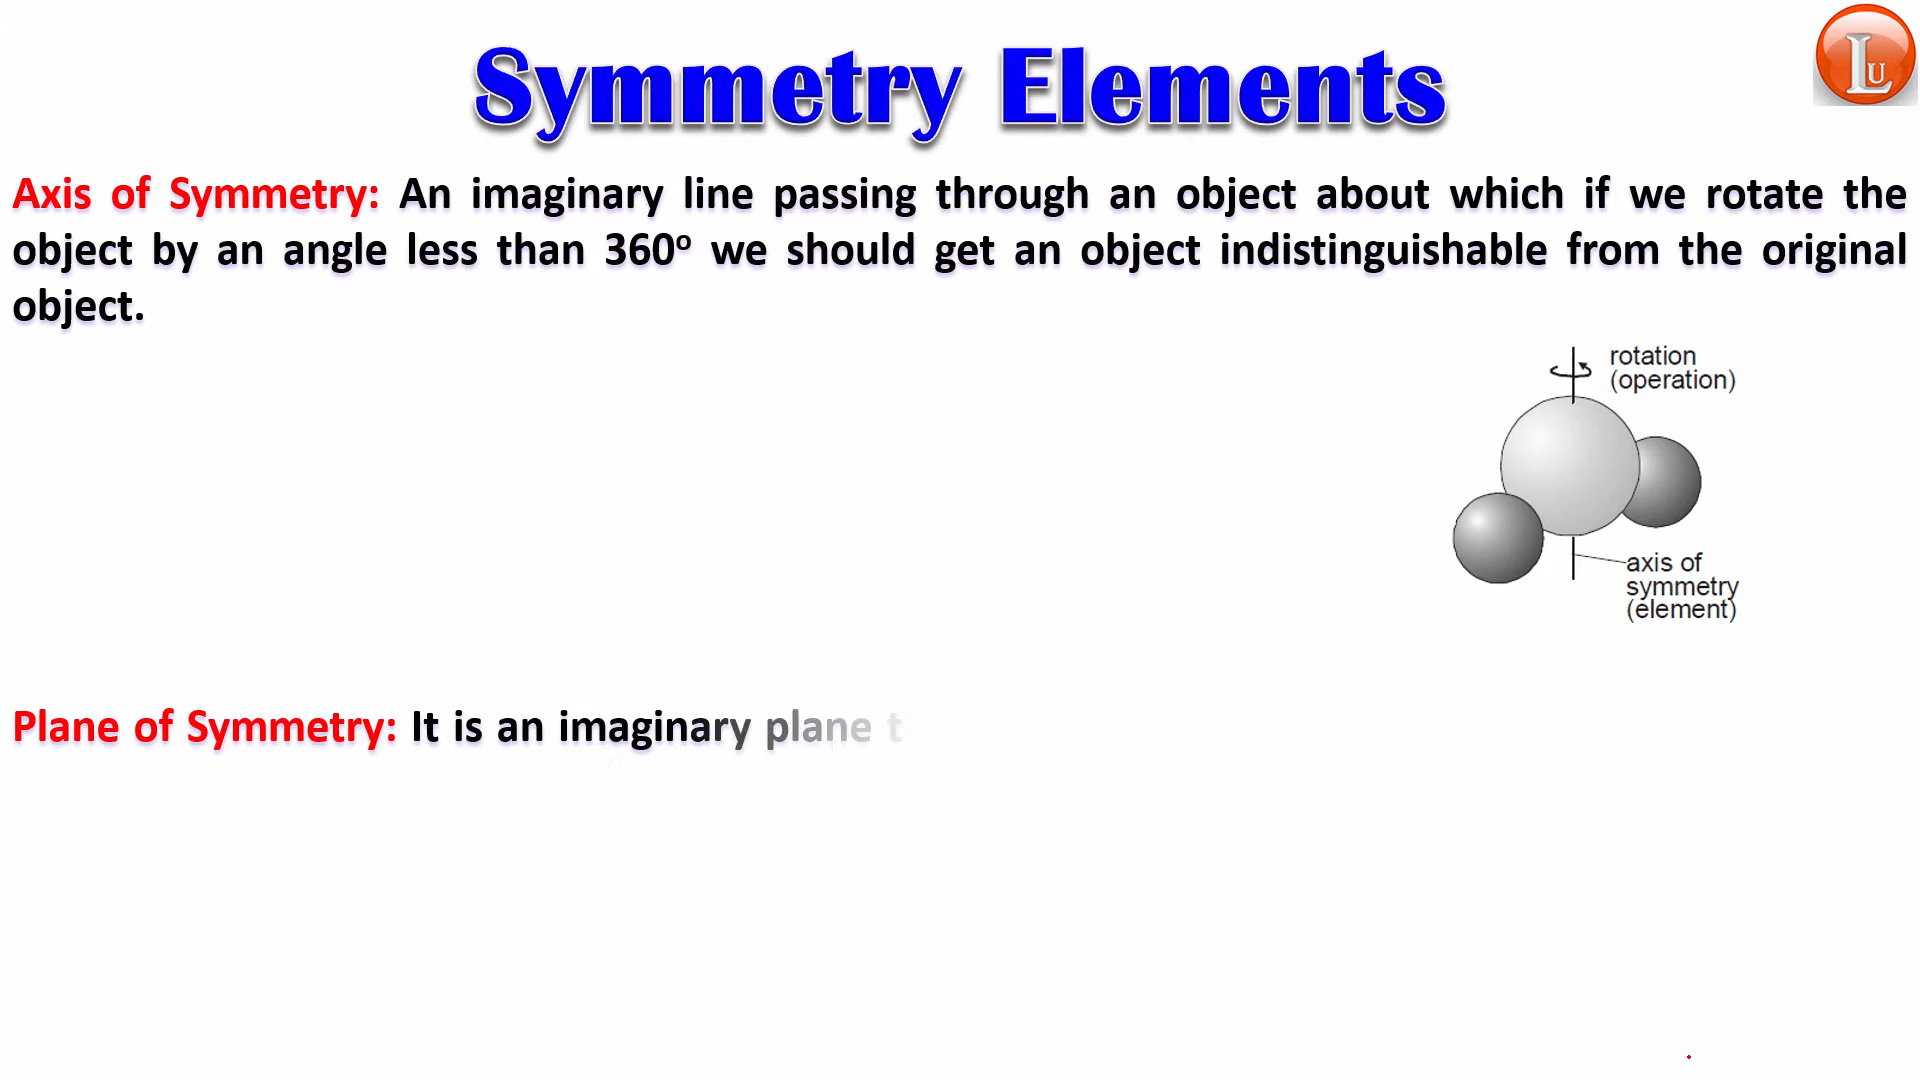 Symmetry Elements
LU
Axis of Symmetry: An imaginary line passing through an object about which if we rotate the
object by an angle less than 360º we should get an object indistinguishable from the original
object.
rotation
(operation)
axis of
symmetry
(element)
Plane of Symmetry: It is an imaginary plane t